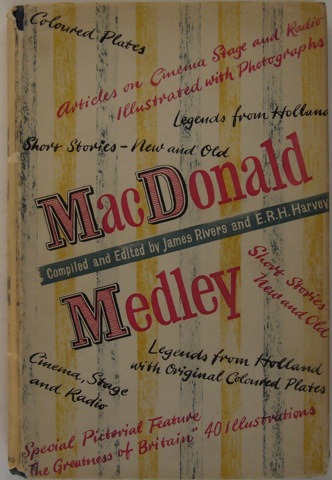 Coloured Plates
Articles on Cinema Stage and Radio
Illustrated with Photographs
Legends from Holland
Short Stories - New and Old
MacDonald
Compiled and Edited by James Rivers and E.R.H. Harvey
Medley
Short Stories
New and Old
Legends from Holland
with Original Coloured Plates
Cinema, Stage
and Radio
Special Pictorial Feature
"The Greatness of Britain" 40 Illustrations